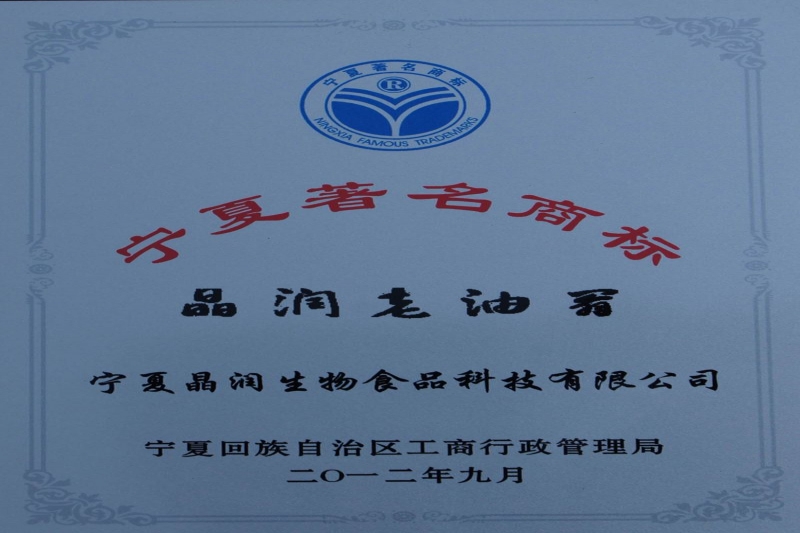 宁夏著名商标
R
NINGXIA FAMOUS TRADEMARKS
宁夏著名商标
晶润老油翁
宁夏晶润生物食品科技有限公司
宁夏回族自治区工商行政管理局
二〇一二年九月